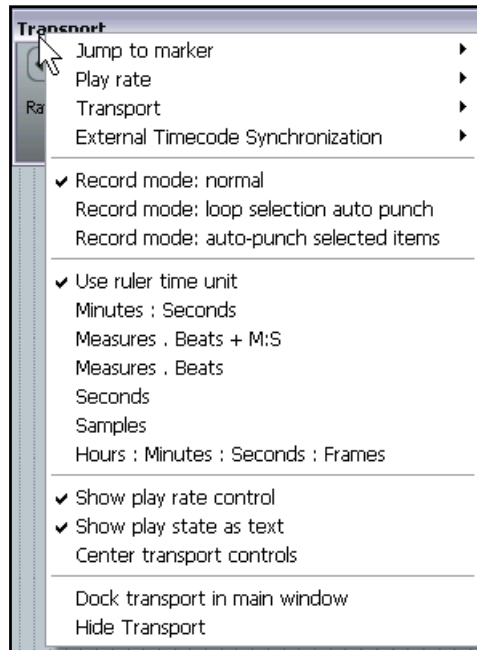 Transport
Jump to marker
Play rate
Ra
Transport
External Timecode Synchronization
✔ Record mode: normal
Record mode: loop selection auto punch
Record mode: auto-punch selected items
✔ Use ruler time unit
Minutes : Seconds
Measures . Beats + M:S
Measures . Beats
Seconds
Samples
Hours : Minutes : Seconds : Frames
✔ Show play rate control
✔ Show play state as text
Center transport controls
Dock transport in main window
Hide Transport